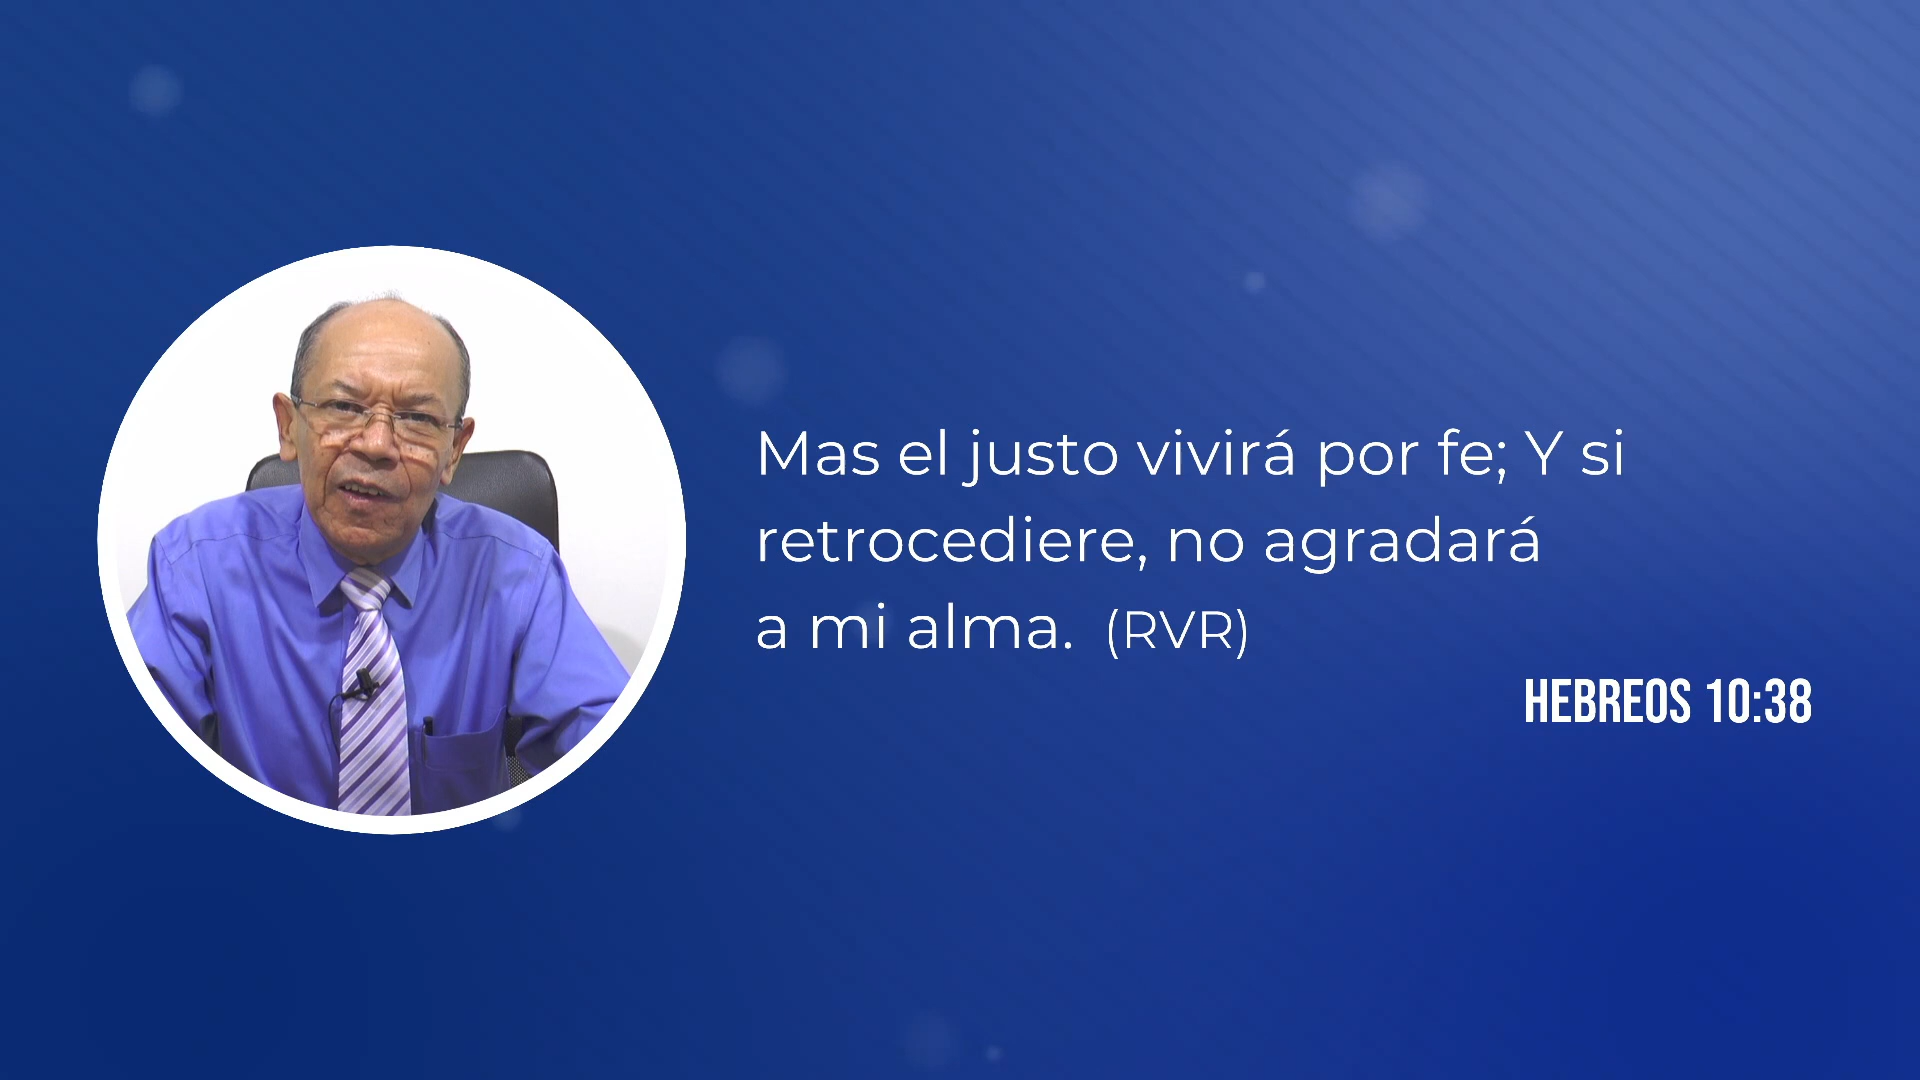 Mas el justo vivirá por fe; Y si
retrocediere, no agradará
a mi alma. (RVR)
HEBREOS 10:38